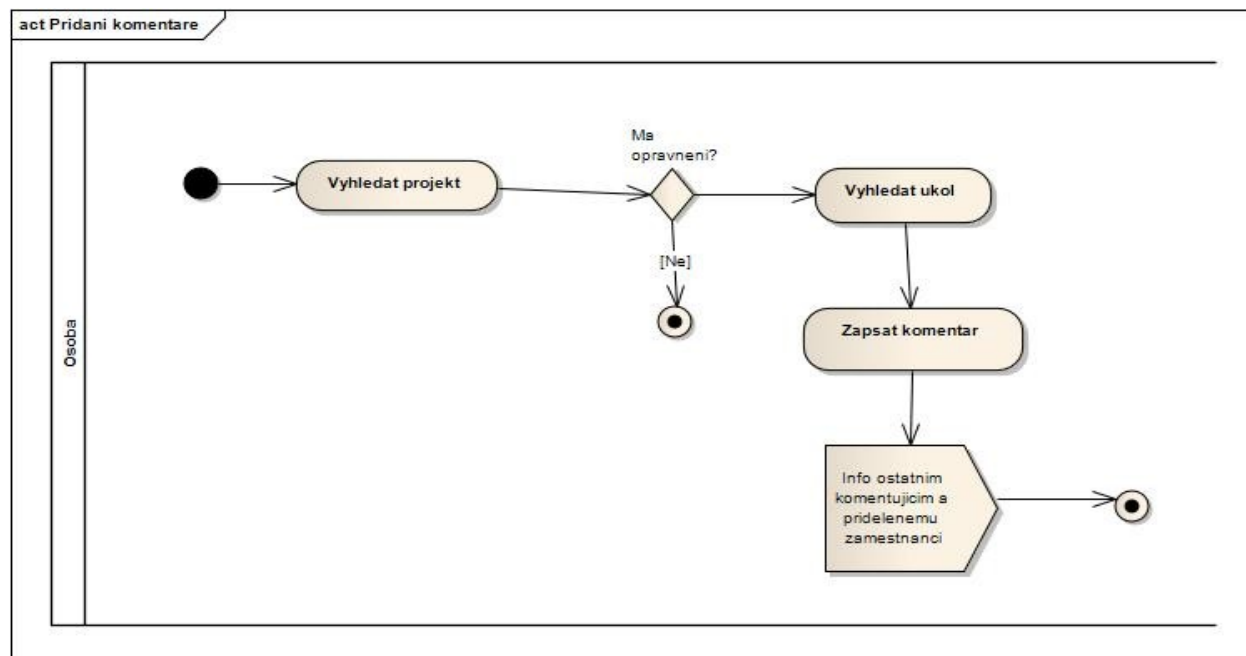 act Pridani komentare
Osoba
Vyhledat projekt
Ma
opravneni?
Vyhledat ukol
[Ne]
Zapsat komentar
Info ostatnim
komentujicim a
pridelenemu
zamestnanci